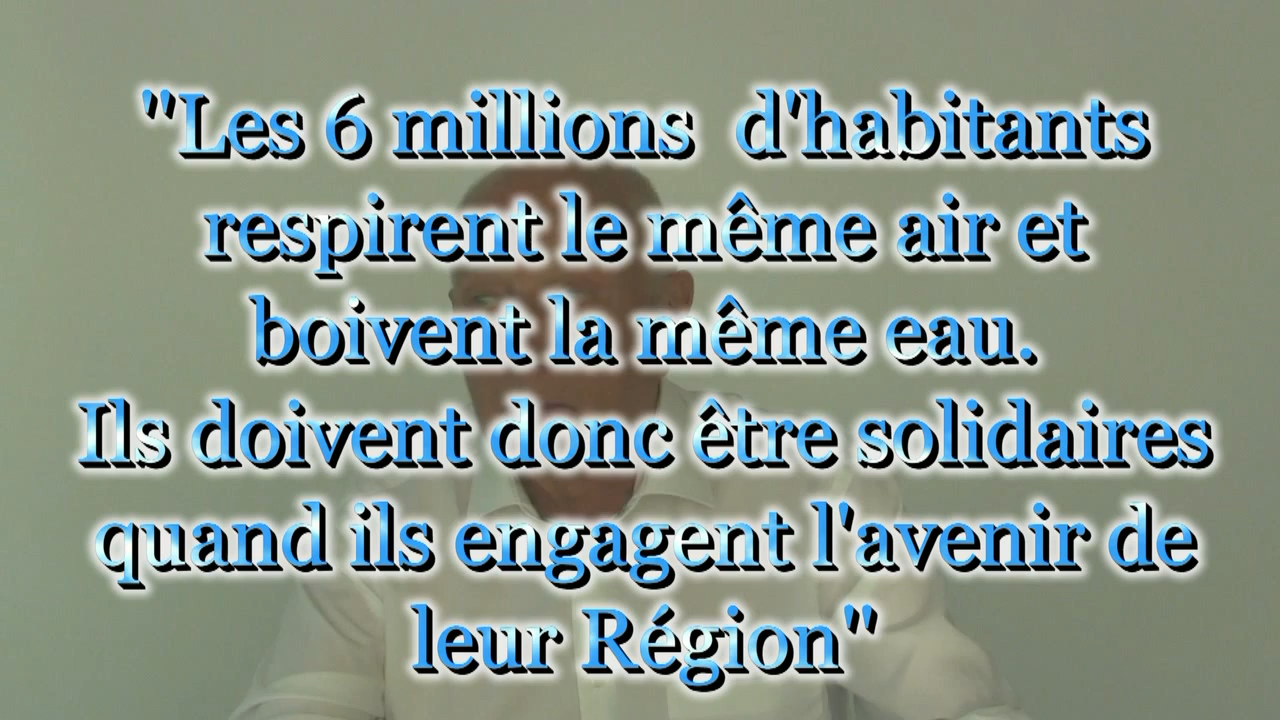 "Les 6 millions  d'habitants
respirent le même air et
boivent la même eau.
Ils doivent donc être solidaires
quand ils engagent l'avenir de
leur Région"